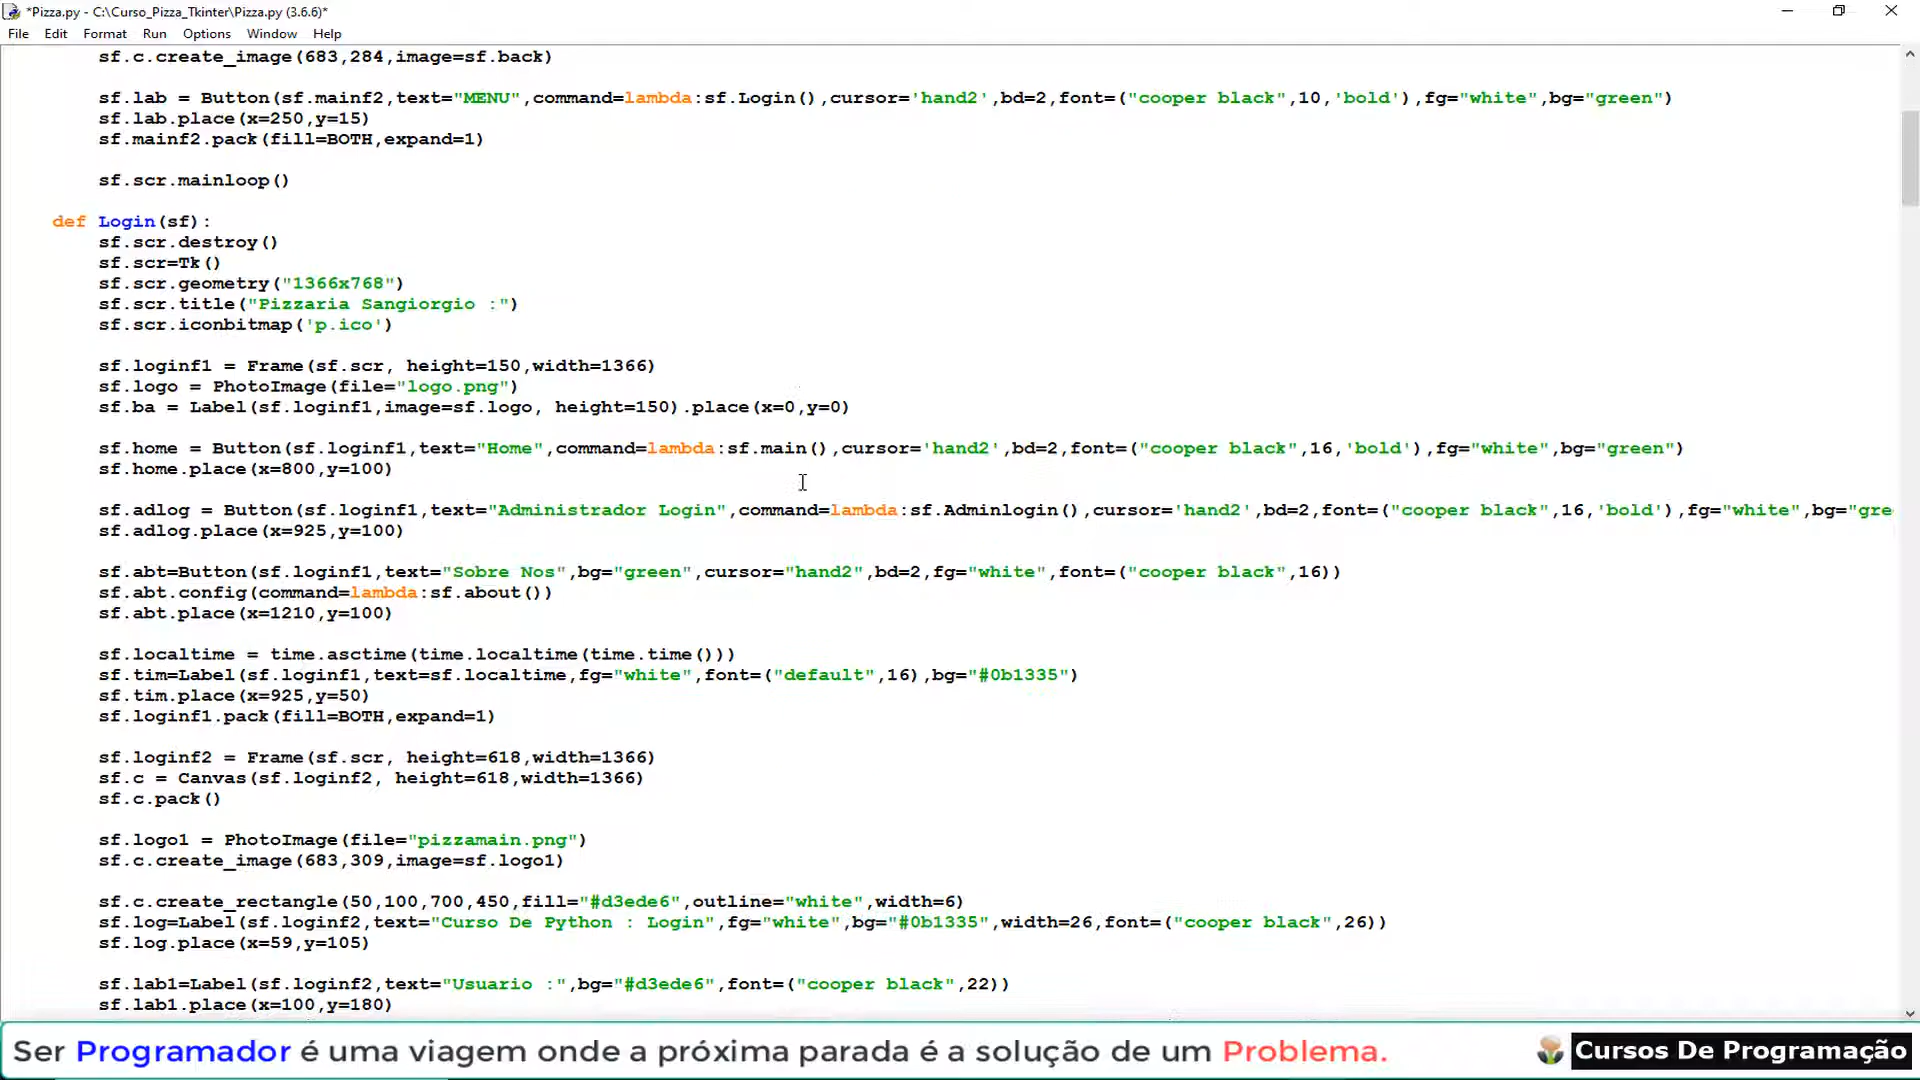 *Pizza.py - C:\Curso_Pizza_Tkinter\Pizza.py (3.6.6)*
File Edit Format Run Options Window Help
sf.c.create_image(683,284,image=sf.back)
sf.lab = Button(sf.mainf2,text="MENU",command=lambda:sf.Login(),cursor='hand2',bd=2,font=("cooper black",10,'bold'),fg="white",bg="green")
sf.lab.place(x=250,y=15)
sf.mainf2.pack(fill=BOTH,expand=1)
sf.scr.mainloop()
def Login(sf):
sf.scr.destroy()
sf.scr=Tk()
sf.scr.geometry("1366x768")
sf.scr.title("Pizzaria Sangiorgio :")
sf.scr.iconbitmap('p.ico')
sf.loginf1 = Frame(sf.scr, height=150,width=1366)
sf.logo = PhotoImage(file="logo.png")
sf.ba = Label(sf.loginf1,image=sf.logo, height=150).place(x=0,y=0)
sf.home = Button(sf.loginf1,text="Home",command=lambda:sf.main(),cursor='hand2',bd=2,font=("cooper black",16,'bold'),fg="white",bg="green")
sf.home.place(x=800,y=100)
sf.adlog = Button(sf.loginf1,text="Administrador Login",command=lambda:sf.Adminlogin(),cursor='hand2',bd=2,font=("cooper black",16,'bold'),fg="white",bg="gre
sf.adlog.place(x=925,y=100)
sf.abt=Button(sf.loginf1,text="Sobre Nos",bg="green",cursor="hand2",bd=2,fg="white",font=("cooper black",16))
sf.abt.config(command=lambda:sf.about())
sf.abt.place(x=1210,y=100)
sf.localtime = time.asctime(time.localtime(time.time()))
sf.tim=Label(sf.loginf1,text=sf.localtime,fg="white",font=("default",16),bg="#0b1335")
sf.tim.place(x=925,y=50)
sf.loginf1.pack(fill=BOTH,expand=1)
sf.loginf2 = Frame(sf.scr, height=618,width=1366)
sf.c = Canvas(sf.loginf2, height=618,width=1366)
sf.c.pack()
sf.logo1 = PhotoImage(file="pizzamain.png")
sf.c.create_image(683,309,image=sf.logo1)
sf.c.create_rectangle(50,100,700,450,fill="#d3ede6",outline="white",width=6)
sf.log=Label(sf.loginf2,text="Curso De Python : Login",fg="white",bg="#0b1335",width=26,font=("cooper black",26))
sf.log.place(x=59,y=105)
sf.lab1=Label(sf.loginf2,text="Usuario :",bg="#d3ede6",font=("cooper black",22))
sf.lab1.place(x=100,y=180)
Ser Programador é uma viagem onde a próxima parada é a solução de um Problema.
Cursos De Programação